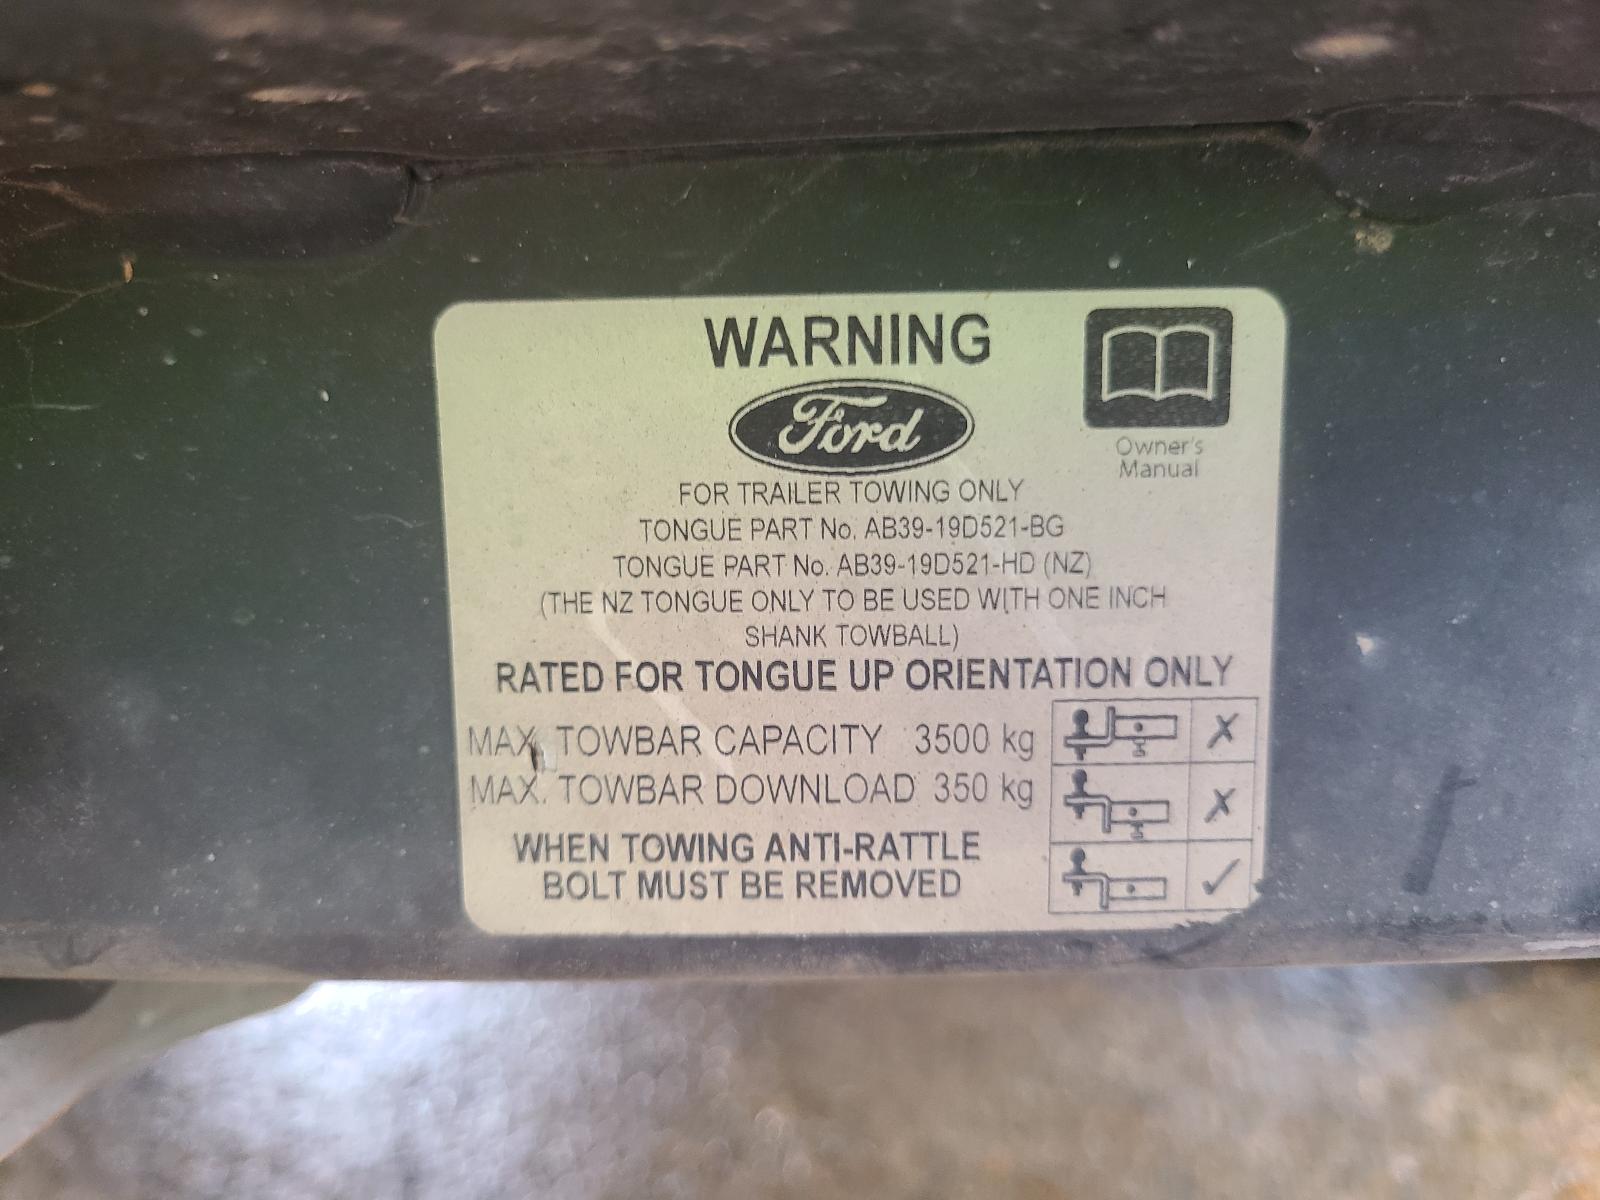 WARNING
Ford
Owner's
Manual
FOR TRAILER TOWING ONLY
TONGUE PART No. AB39-19D521-BG
TONGUE PART No. AB39-19D521-HD (NZ)
(THE NZ TONGUE ONLY TO BE USED WITH ONE INCH
SHANK TOWBALL)
RATED FOR TONGUE UP ORIENTATION ONLY
MAX. TOWBAR CAPACITY 3500 kg
MAX. TOWBAR DOWNLOAD 350 kg
WHEN TOWING ANTI-RATTLE
BOLT MUST BE REMOVED